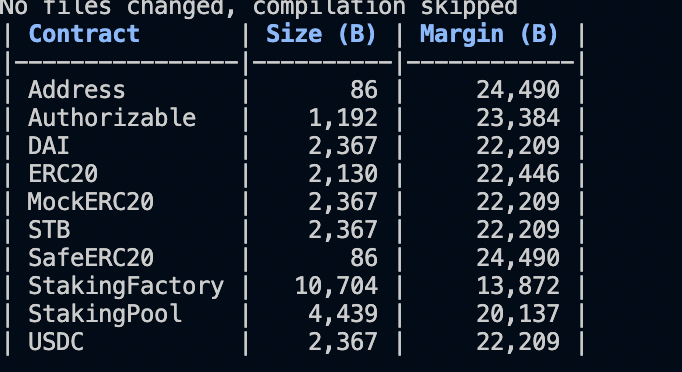 No files changed, compilation skipped
| Contract | Size (B) | Margin (B) |
|----------------|----------|------------|
| Address | 86 | 24,490 |
| Authorizable | 1,192 | 23,384 |
| DAI | 2,367 | 22,209 |
| ERC20 | 2,130 | 22,446 |
| MockERC20 | 2,367 | 22,209 |
| STB | 2,367 | 22,209 |
| SafeERC20 | 86 | 24,490 |
| StakingFactory | 10,704 | 13,872 |
| StakingPool | 4,439 | 20,137 |
| USDC | 2,367 | 22,209 |